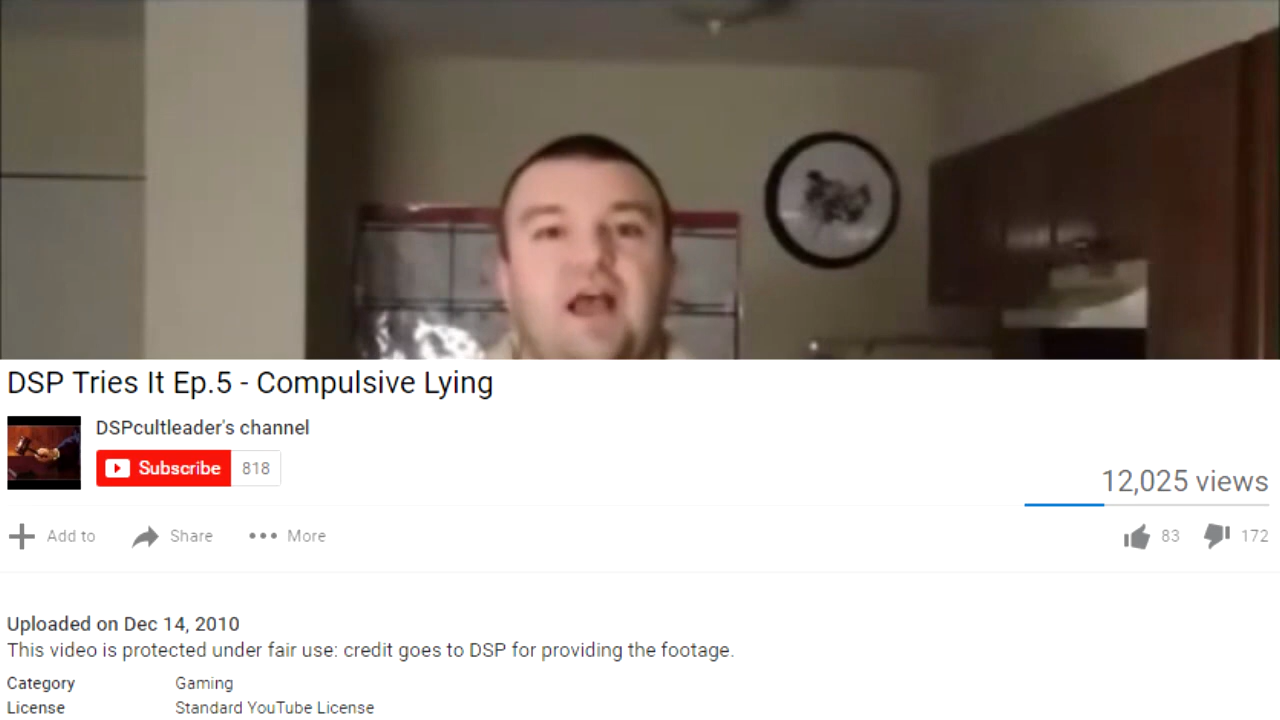 DSP Tries It Ep.5 - Compulsive Lying
DSPcultleader's channel
Subscribe 818
12,025 views
Add to Share More 83 172
Uploaded on Dec 14, 2010
This video is protected under fair use: credit goes to DSP for providing the footage.
Category Gaming
License Standard YouTube License